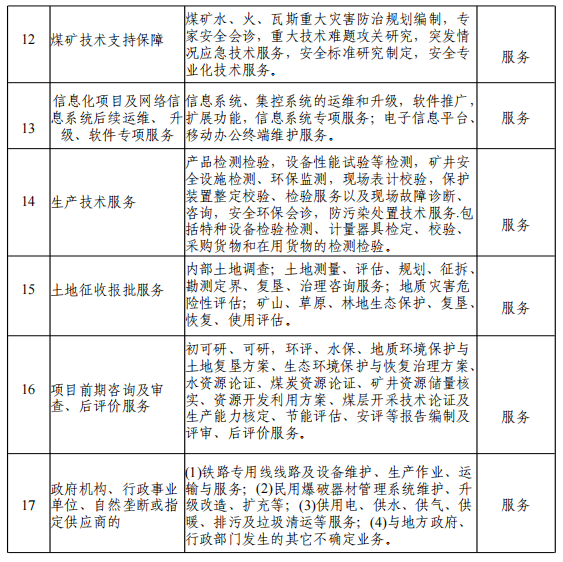 12
煤矿技术支持保障
煤矿水、火、瓦斯重大灾害防治规划编制，专
家安全会诊，重大技术难题攻关研究，突发情
况应急技术服务，安全标准研究制定，安全专
业化技术服务。
服务
13
信息化项目及网络信
息系统后续运维、 升
级、软件专项服务
信息系统、集控系统的运维和升级，软件推广，
扩展功能，信息系统专项服务；电子信息平台、
移动办公终端维护服务。
服务
14
生产技术服务
产品检测检验，设备性能试验等检测，矿井安
全设施检测、环保监测，现场表计校验，保护
装置整定校验、检验服务以及现场故障诊断、
咨询，安全环保会诊，防污染处置技术服务.包
括特种设备检验检测、计量器具检定、校验、
采购货物和在用货物的检测检验。
服务
15
土地征收报批服务
内部土地调查；土地测量、评估、规划、征拆、
勘测定界、复垦、治理咨询服务；地质灾害危
险性评估；矿山、草原、林地生态保护、复垦、
恢复、使用评估。
服务
16
项目前期咨询及审
查、后评价服务
初可研、可研，环评、水保、地质环境保护与
土地复垦方案、生态环境保护与恢复治理方案、
水资源论证、煤炭资源论证、矿井资源储量核
实、资源开发利用方案、煤层开采技术论证及
生产能力核定、节能评估、安评等报告编制及
评审、后评价服务。
服务
17
政府机构、行政事业
单位、自然垄断或指
定供应商的
(1)铁路专用线线路及设备维护、生产作业、运
输与服务；(2)民用爆破器材管理系统维护、升
级改造、扩充等；(3)供用电、供水、供气、供
暖、排污及垃圾清运等服务；(4)与地方政府、
行政部门发生的其它不确定业务。
服务